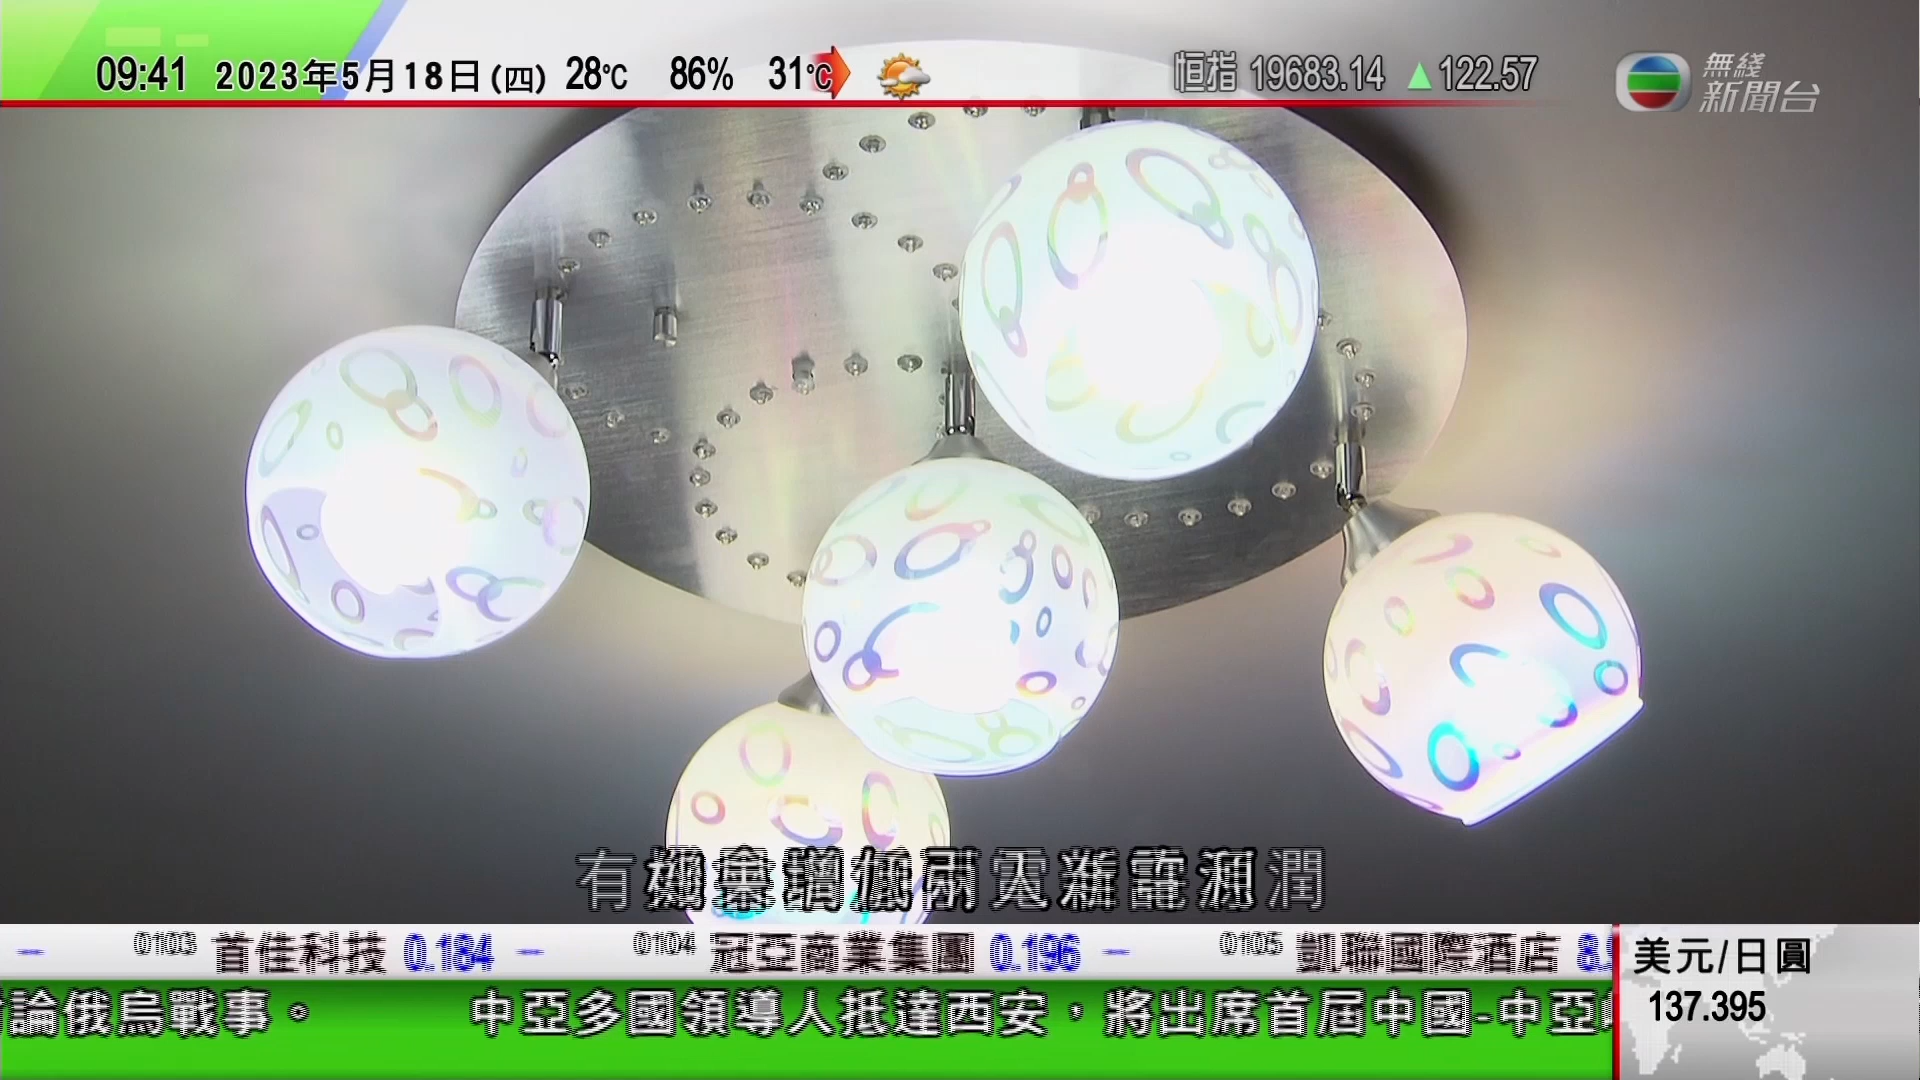 09:41 2023年5月18日(四) 28℃ 86% 31℃ 恒指 19683.14 ▲122.57
無綫
新聞台
01103 首佳科技 0.184 — 01104 冠亞商業集團 0.196 — 01105 凱聯國際酒店
論俄烏戰事。 中亞多國領導人抵達西安,將出席首屆中國-中亞
美元/日圓
137.395